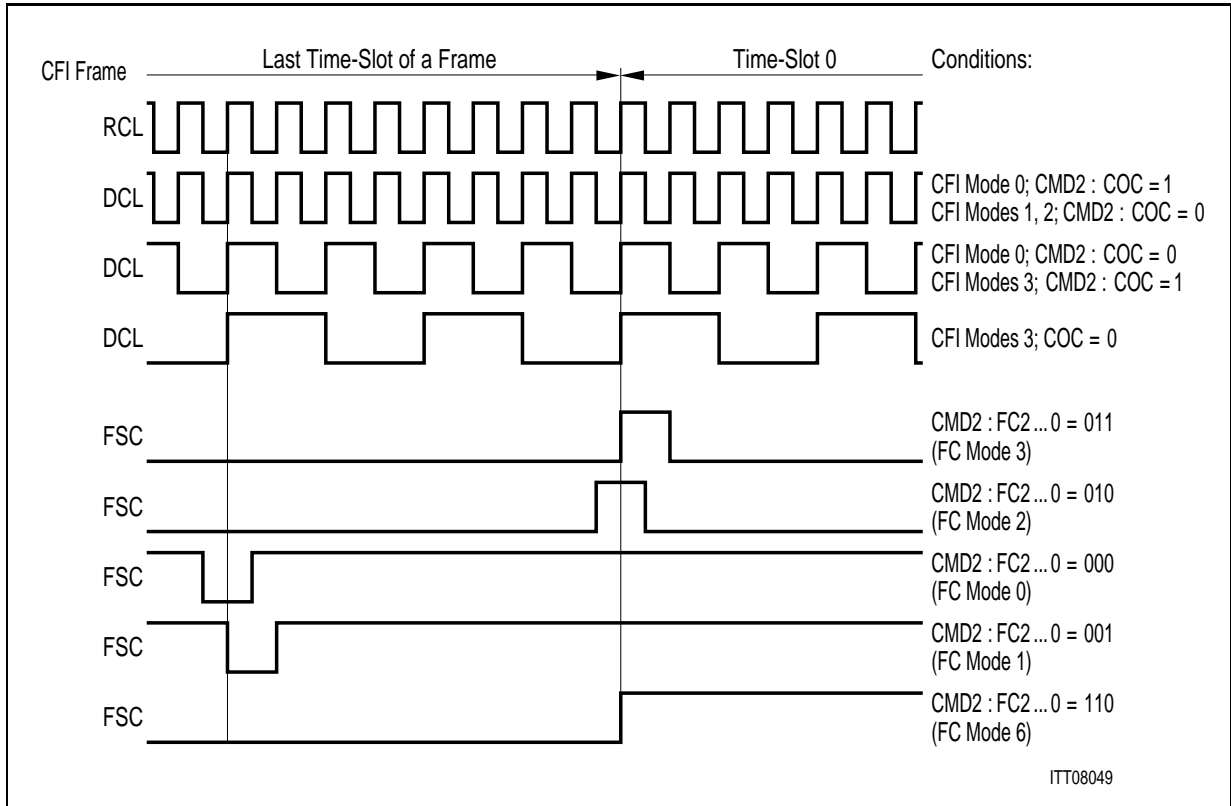 CFI Frame Last Time-Slot of a Frame Time-Slot 0 Conditions:
RCL
DCL CFI Mode 0; CMD2 : COC = 1
CFI Modes 1, 2; CMD2 : COC = 0
DCL CFI Mode 0; CMD2 : COC = 0
CFI Modes 3; CMD2 : COC = 1
DCL CFI Modes 3; COC = 0
FSC CMD2 : FC2 ... 0 = 011
(FC Mode 3)
FSC CMD2 : FC2 ... 0 = 010
(FC Mode 2)
FSC CMD2 : FC2 ... 0 = 000
(FC Mode 0)
FSC CMD2 : FC2 ... 0 = 001
(FC Mode 1)
FSC CMD2 : FC2 ... 0 = 110
(FC Mode 6)
ITT08049